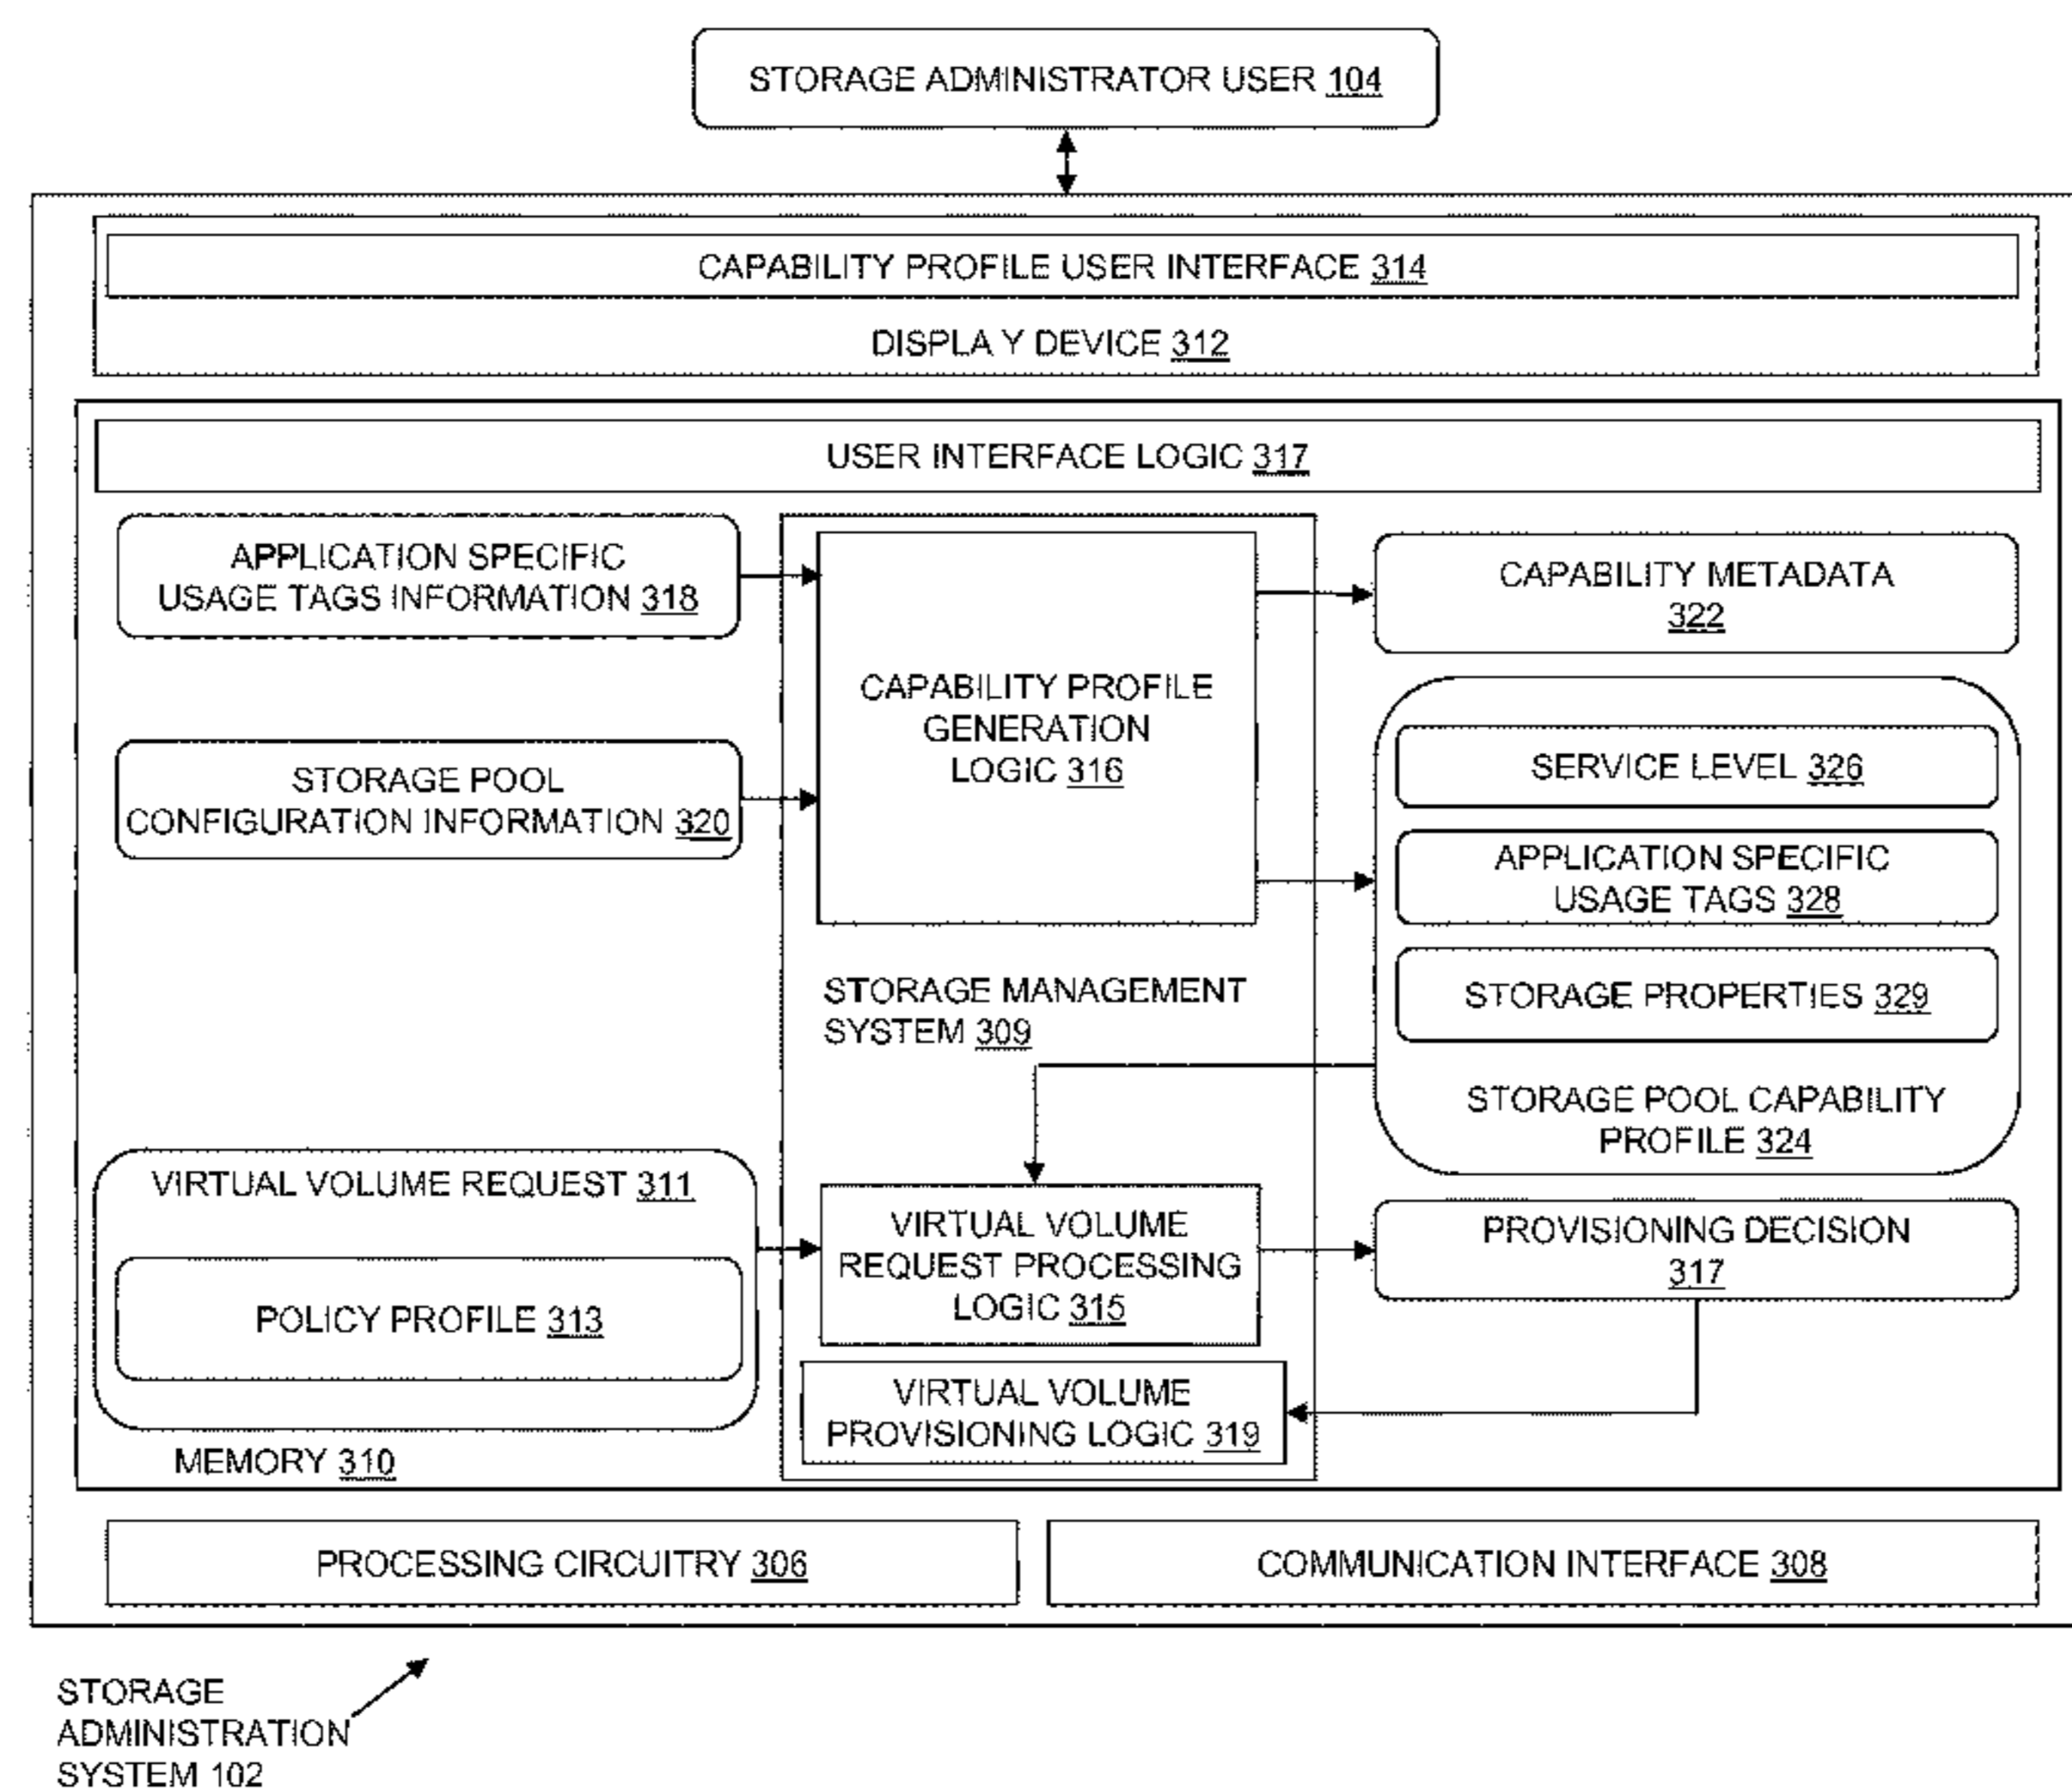 STORAGE ADMINISTRATOR USER 104
CAPABILITY PROFILE USER INTERFACE 314
DISPLAY DEVICE 312
USER INTERFACE LOGIC 317
APPLICATION SPECIFIC
USAGE TAGS INFORMATION 318
STORAGE POOL
CONFIGURATION INFORMATION 320
CAPABILITY PROFILE
GENERATION
LOGIC 316
CAPABILITY METADATA
322
SERVICE LEVEL 326
APPLICATION SPECIFIC
USAGE TAGS 328
STORAGE PROPERTIES 329
STORAGE POOL CAPABILITY
PROFILE 324
STORAGE MANAGEMENT
SYSTEM 309
VIRTUAL VOLUME REQUEST 311
POLICY PROFILE 313
VIRTUAL VOLUME
REQUEST PROCESSING
LOGIC 315
PROVISIONING DECISION
317
VIRTUAL VOLUME
PROVISIONING LOGIC 319
MEMORY 310
PROCESSING CIRCUITRY 306
COMMUNICATION INTERFACE 308
STORAGE
ADMINISTRATION
SYSTEM 102